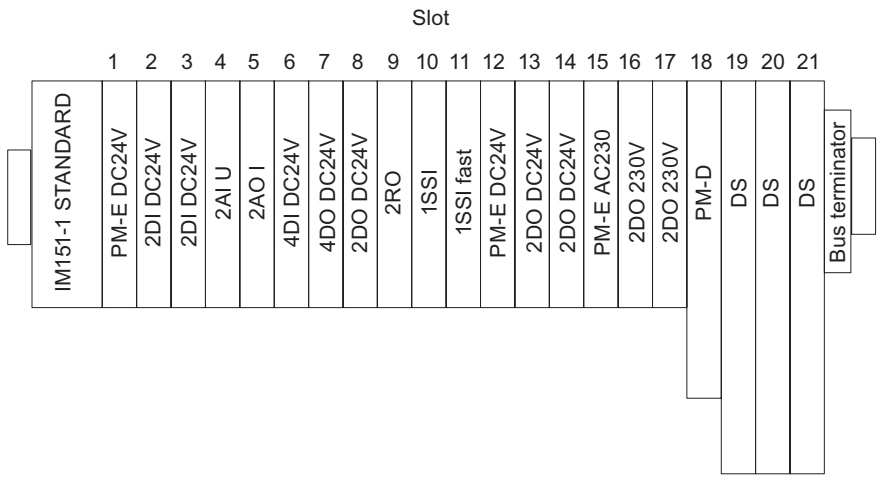 Slot
1 2 3 4 5 6 7 8 9 10 11 12 13 14 15 16 17 18 19 20 21
IM151-1 STANDARD
PM-E DC24V
2DI DC24V
2DI DC24V
2AI U
2AO I
4DI DC24V
4DO DC24V
2DO DC24V
2RO
1SSI
1SSI fast
PM-E DC24V
2DO DC24V
2DO DC24V
PM-E AC230
2DO 230V
2DO 230V
PM-D
DS
DS
DS
Bus terminator